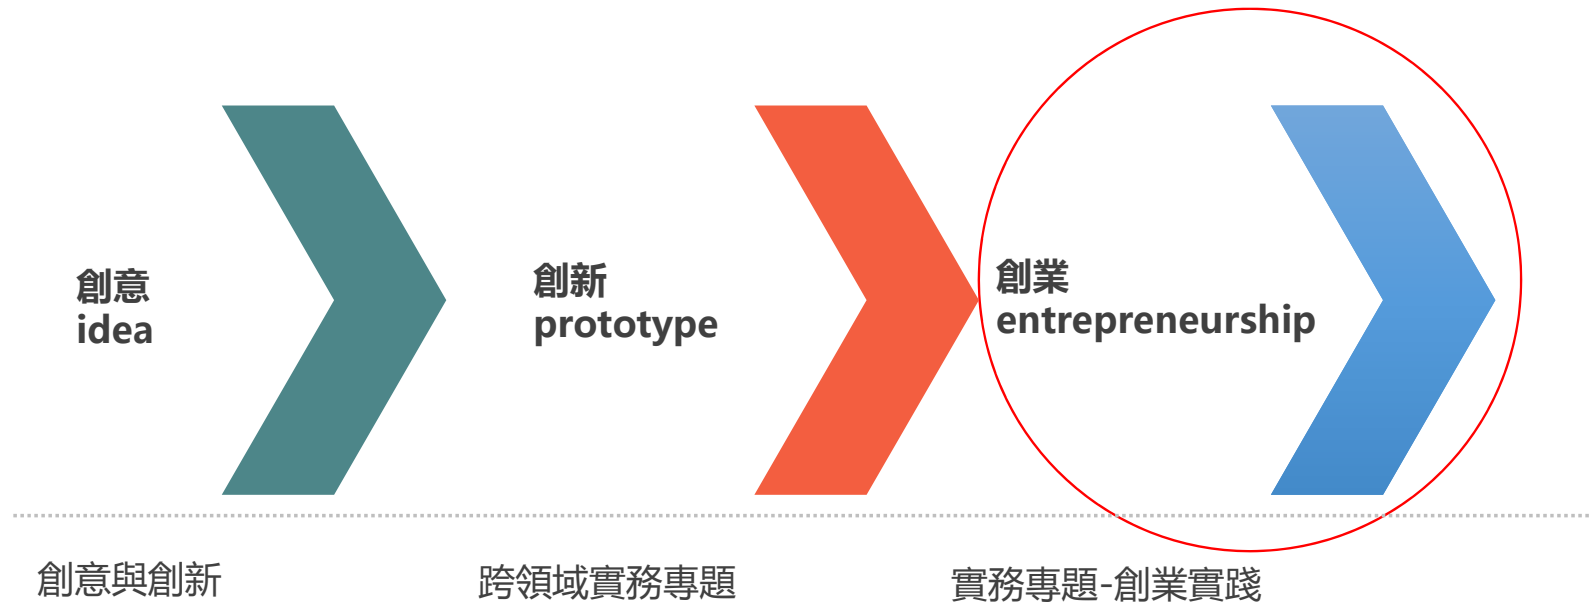 創意
idea
創新
prototype
創業
entrepreneurship
創意與創新
跨領域實務專題
實務專題-創業實踐